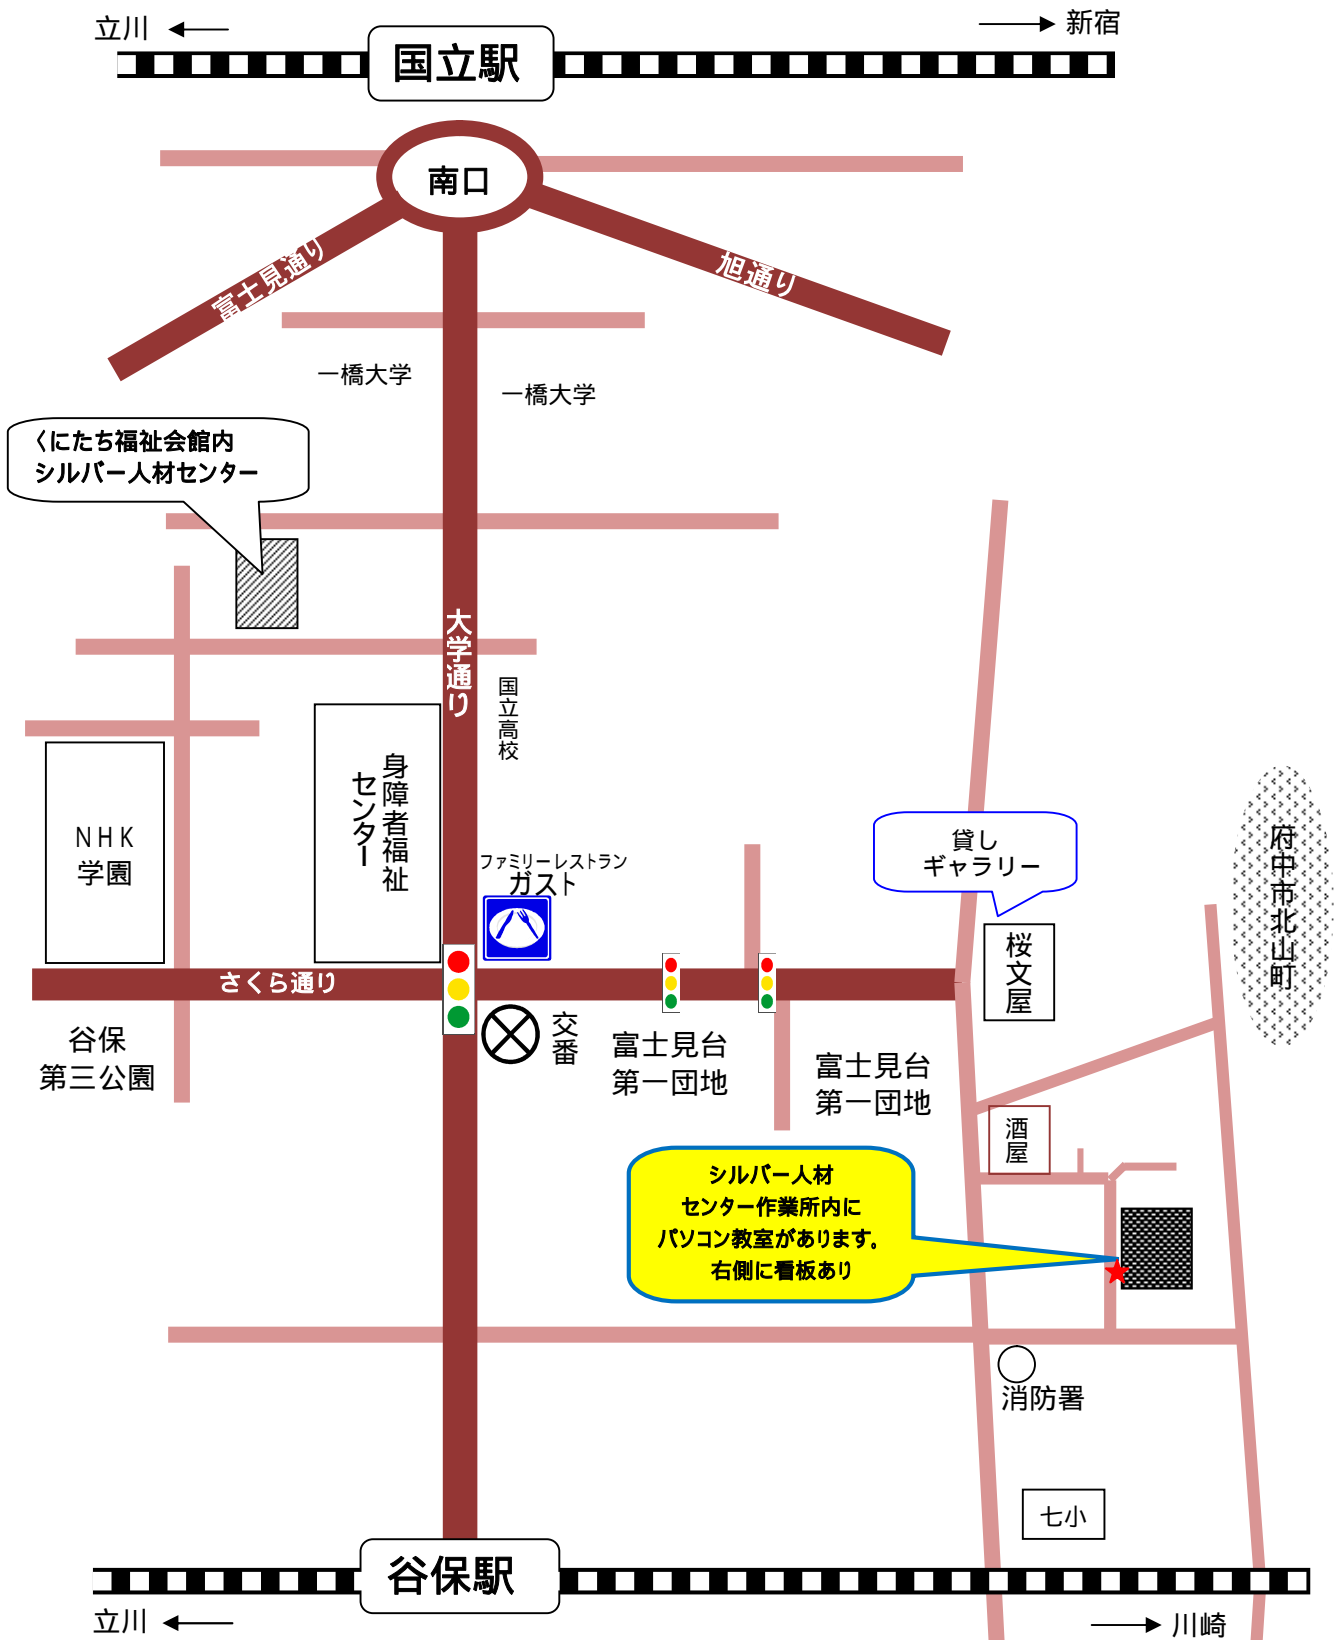 立川
新宿
国立駅
南口
富士見通り
旭通り
一橋大学
一橋大学
くにたち福祉会館内
シルバー人材センター
大学通り
国立高校
身障者福祉
センター
NHK
学園
ファミリーレストラン
ガスト
貸し
ギャラリー
府中市北山町
桜文屋
さくら通り
谷保
第三公園
交番
富士見台
第一団地
富士見台
第一団地
酒屋
シルバー人材
センター作業所内に
パソコン教室があります。
右側に看板あり
消防署
七小
谷保駅
立川
川崎